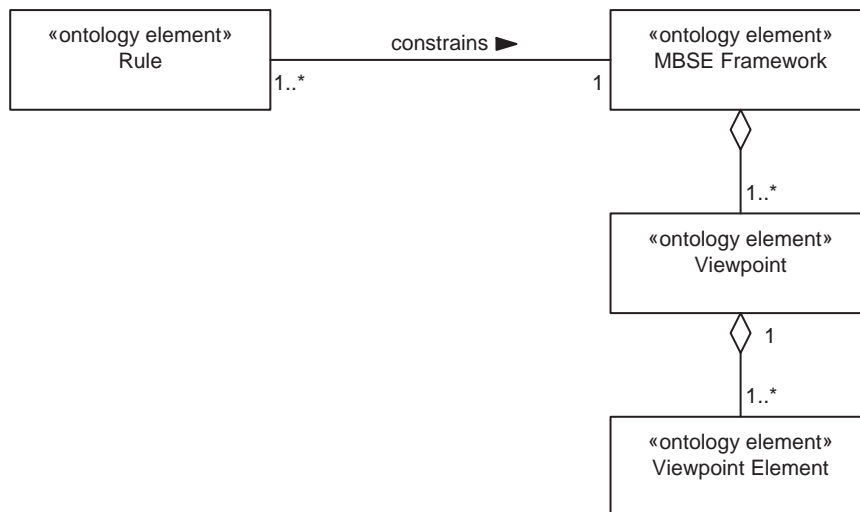 «ontology element»
Rule
constrains
1..*
1
«ontology element»
MBSE Framework
1..*
«ontology element»
Viewpoint
1
1..*
«ontology element»
Viewpoint Element